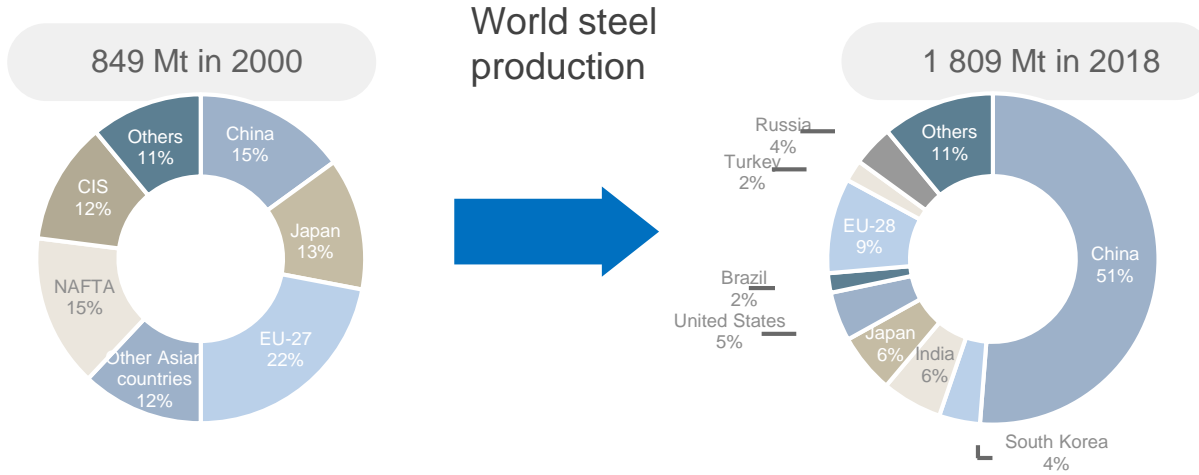 World steel
production
849 Mt in 2000
Others
11%
China
15%
CIS
12%
Japan
13%
NAFTA
15%
EU-27
22%
Other Asian
countries
12%
1 809 Mt in 2018
Russia
4%
Others
11%
Turkey
2%
EU-28
9%
China
51%
Brazil
2%
United States
5%
Japan
6%
India
6%
South Korea
4%